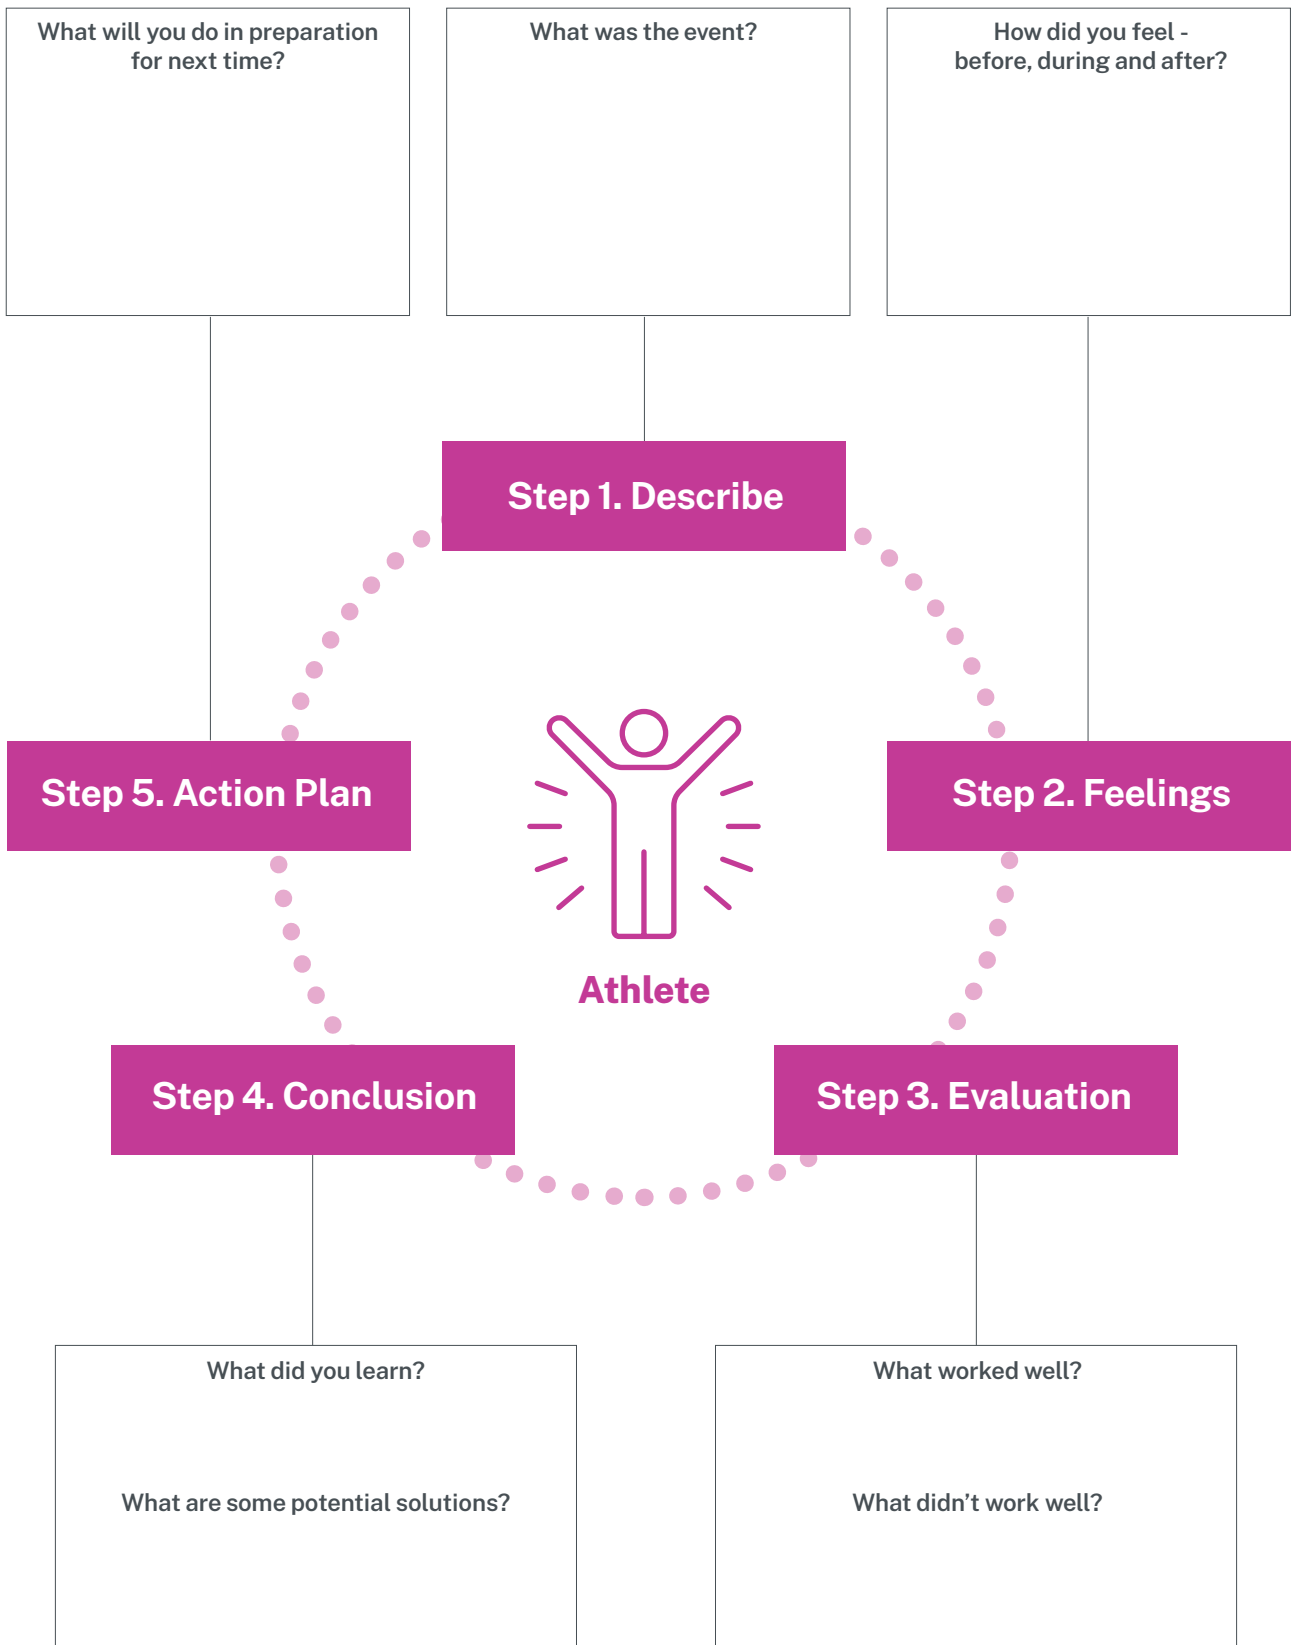 What will you do in preparation
for next time?
What was the event?
How did you feel -
before, during and after?
Step 1. Describe
Step 5. Action Plan
Step 2. Feelings
Athlete
Step 4. Conclusion
Step 3. Evaluation
What did you learn?
What are some potential solutions?
What worked well?
What didn’t work well?